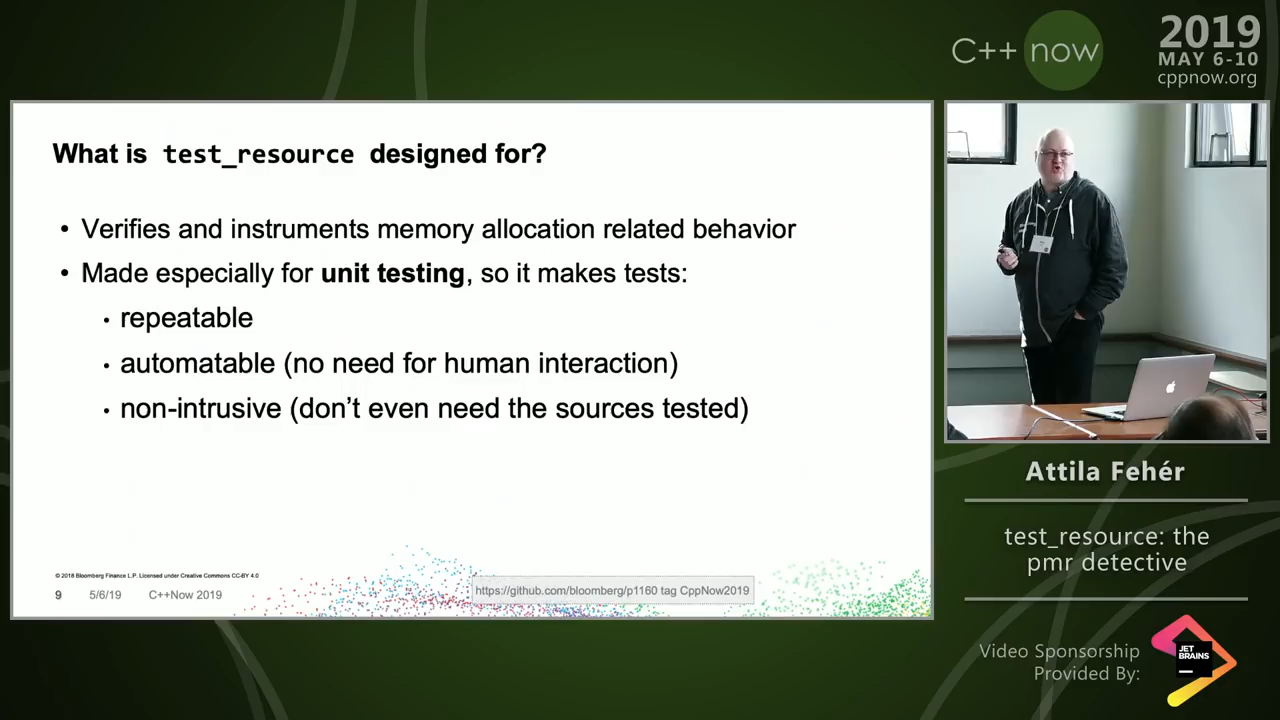 C++ now
2019
MAY 6-10
cppnow.org
What is test_resource designed for?
• Verifies and instruments memory allocation related behavior
• Made especially for unit testing, so it makes tests:
• repeatable
• automatable (no need for human interaction)
• non-intrusive (don’t even need the sources tested)
© 2018 Bloomberg Finance L.P. Licensed under Creative Commons CC-BY 4.0
9 5/6/19 C++Now 2019
https://github.com/bloomberg/p1160 tag CppNow2019
Attila Fehér
test_resource: the
pmr detective
Video Sponsorship
Provided By:
JET
BRAINS